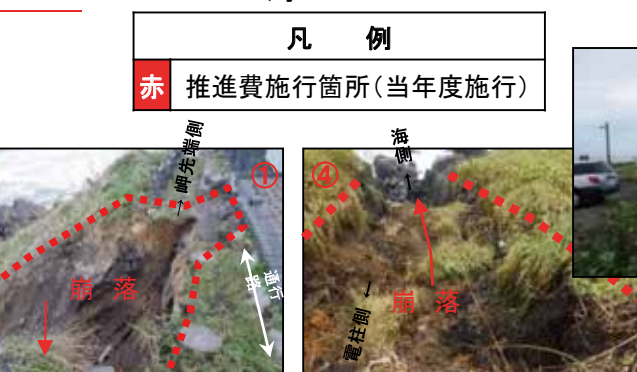 凡　例
赤 推進費施行箇所(当年度施行)
→岬先端側
①
通行路
崩 落
④
海側→
崩 落
電柱側←